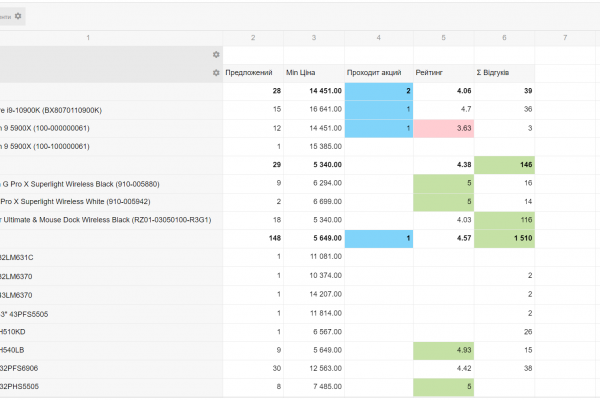 1 2 3 4 5 6 7
Предложений Міп Ціна Проходит акций Рейтинг Σ Відгуків
28 14 451.00 2 4.06 39
re i9-10900K (BX8070110900K) 15 16 641.00 1 4.7 36
n 9 5900X (100-000000061) 12 14 451.00 1 3.63 3
n 9 5900X (100-100000061) 1 15 385.00
29 5 340.00 4.38 146
G Pro X Superlight Wireless Black (910-005880) 9 6 294.00 5 16
Pro X Superlight Wireless White (910-005942) 2 6 699.00 5 14
r Ultimate & Mouse Dock Wireless Black (RZ01-03050100-R3G1) 18 5 340.00 4.03 116
148 5 649.00 1 4.57 1 510
32LM631C 1 11 081.00
32LM6370 1 10 374.00 2
43LM6370 1 14 207.00 2
3" 43PFS5505 1 11 814.00 2
H510KD 1 6 567.00 26
H540LB 9 5 649.00 4.93 15
32PFS6906 30 12 563.00 4.42 38
32PHS5505 8 7 485.00 5